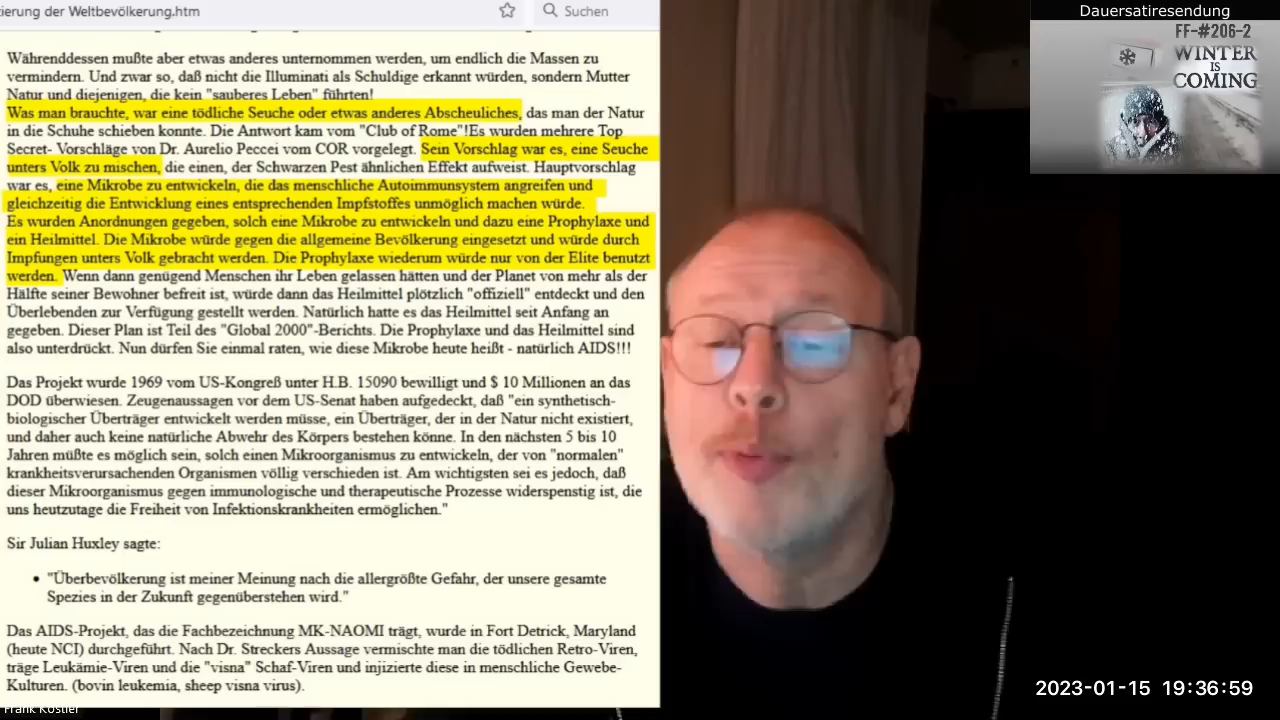 ierung der Weltbevölkerung.htm
Suchen
Währenddessen mußte aber etwas anderes unternommen werden, um endlich die Massen zu
vermindern. Und zwar so, daß nicht die Illuminati als Schuldige erkannt würden, sondern Mutter
Natur und diejenigen, die kein "sauberes Leben" führten!
Was man brauchte, war eine tödliche Seuche oder etwas anderes Abscheuliches, das man der Natur
in die Schuhe schieben konnte. Die Antwort kam vom "Club of Rome"!Es wurden mehrere Top
Secret- Vorschläge von Dr. Aurelio Peccei vom COR vorgelegt. Sein Vorschlag war es, eine Seuche
unters Volk zu mischen, die einen, der Schwarzen Pest ähnlichen Effekt aufweist. Hauptvorschlag
war es, eine Mikrobe zu entwickeln, die das menschliche Autoimmunsystem angreifen und
gleichzeitig die Entwicklung eines entsprechenden Impfstoffes unmöglich machen würde.
Es wurden Anordnungen gegeben, solch eine Mikrobe zu entwickeln und dazu eine Prophylaxe und
ein Heilmittel. Die Mikrobe würde gegen die allgemeine Bevölkerung eingesetzt und würde durch
Impfungen unters Volk gebracht werden. Die Prophylaxe wiederum würde nur von der Elite benutzt
werden. Wenn dann genügend Menschen ihr Leben gelassen hätten und der Planet von mehr als der
Hälfte seiner Bewohner befreit ist, würde dann das Heilmittel plötzlich "offiziell" entdeckt und den
Überlebenden zur Verfügung gestellt werden. Natürlich hatte es das Heilmittel seit Anfang an
gegeben. Dieser Plan ist Teil des "Global 2000"-Berichts. Die Prophylaxe und das Heilmittel sind
also unterdrückt. Nun dürfen Sie einmal raten, wie diese Mikrobe heute heißt - natürlich AIDS!!!
Das Projekt wurde 1969 vom US-Kongreß unter H.B. 15090 bewilligt und $ 10 Millionen an das
DOD überwiesen. Zeugenaussagen vor dem US-Senat haben aufgedeckt, daß "ein synthetisch-
biologischer Überträger entwickelt werden müsse, ein Überträger, der in der Natur nicht existiert,
und daher auch keine natürliche Abwehr des Körpers bestehen könne. In den nächsten 5 bis 10
Jahren müßte es möglich sein, solch einen Mikroorganismus zu entwickeln, der von "normalen"
krankheitsverursachenden Organismen völlig verschieden ist. Am wichtigsten sei es jedoch, daß
dieser Mikroorganismus gegen immunologische und therapeutische Prozesse widerspenstig ist, die
uns heutzutage die Freiheit von Infektionskrankheiten ermöglichen."
Sir Julian Huxley sagte:
• "Überbevölkerung ist meiner Meinung nach die allergrößte Gefahr, der unsere gesamte
Spezies in der Zukunft gegenüberstehen wird."
Das AIDS-Projekt, das die Fachbezeichnung MK-NAOMI trägt, wurde in Fort Detrick, Maryland
(heute NCI) durchgeführt. Nach Dr. Streckers Aussage vermischte man die tödlichen Retro-Viren,
träge Leukämie-Viren und die "visna" Schaf-Viren und injizierte diese in menschliche Gewebe-
Kulturen. (bovin leukemia, sheep visna virus).
Frank Köstler
Dauersatiresendung
FF-#206-2
WINTER
IS
COMING
2023-01-15 19:36:59